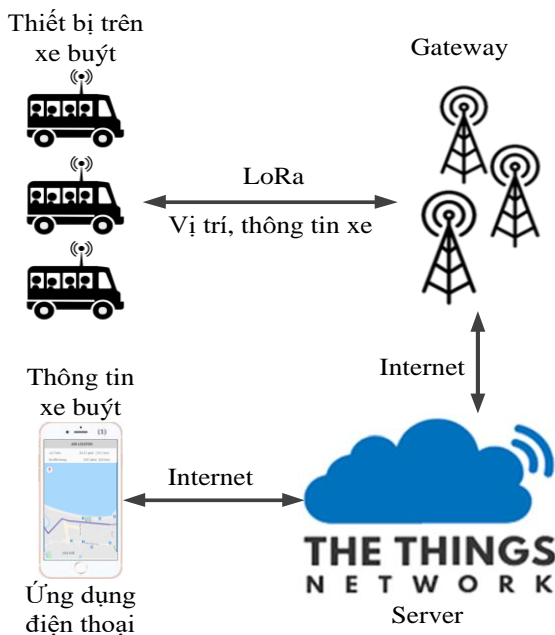 Thiết bị trên
xe buýt
Gateway
LoRa
Vị trí, thông tin xe
Internet
Thông tin
xe buýt
Internet
THE THINGS
NETWORK
Server
Ứng dụng
điện thoại